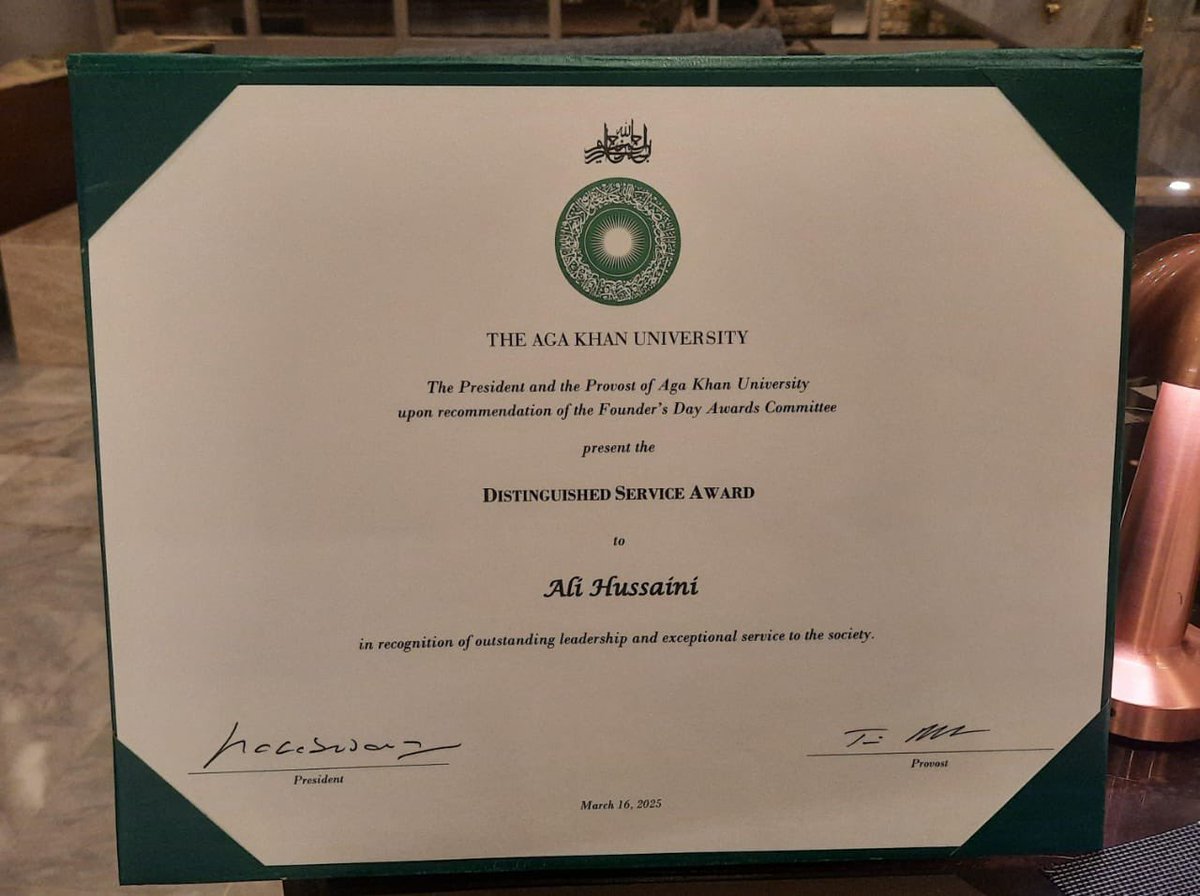 THE AGA KHAN UNIVERSITY
The President and the Provost of Aga Khan University
upon recommendation of the Founder's Day Awards Committee
present the
DISTINGUISHED SERVICE AWARD
to
Ali Hussaini
in recognition of outstanding leadership and exceptional service to the society.
President
Provost
March 16, 2025